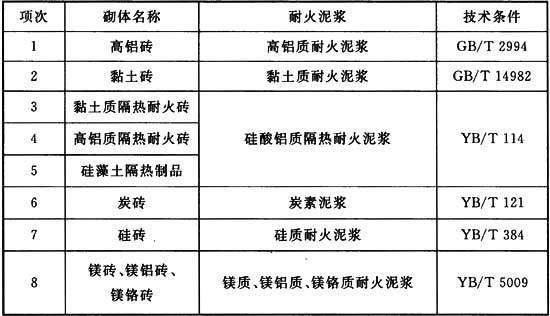 项次 砌体名称 耐火泥浆 技术条件
1 高铝砖 高铝质耐火泥浆 GB/T 2994
2 黏土砖 黏土质耐火泥浆 GB/T 14982
3 黏土质隔热耐火砖
4 高铝质隔热耐火砖 硅酸铝质隔热耐火泥浆 YB/T 114
5 硅藻土隔热制品
6 炭砖 炭素泥浆 YB/T 121
7 硅砖 硅质耐火泥浆 YB/T 384
8 镁砖、镁铝砖、 镁质、镁铝质、镁铬质耐火泥浆 YB/T 5009
镁铬砖